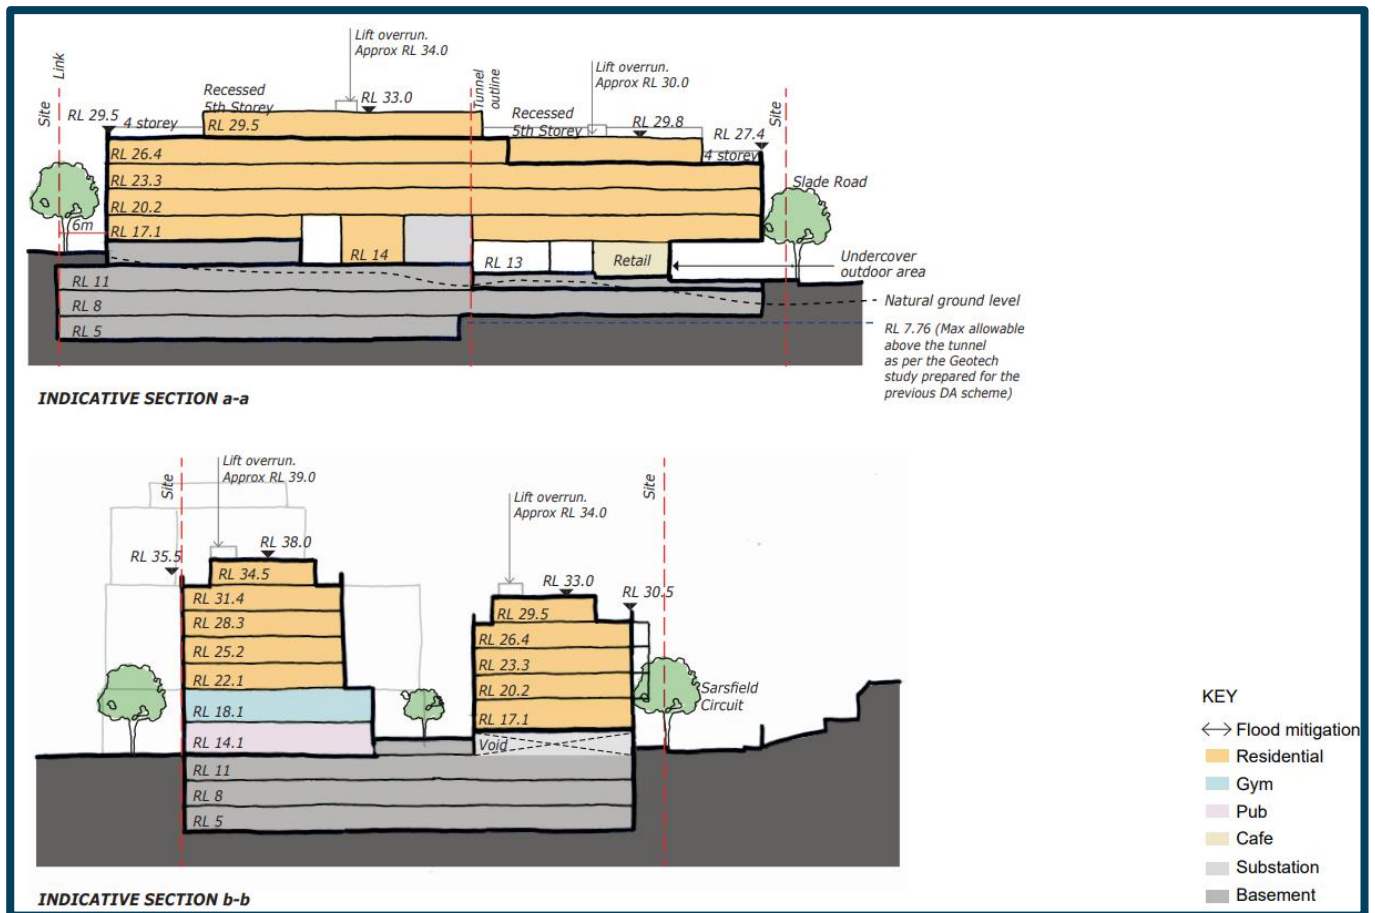 Lift overrun.
Approx RL 34.0
Site
Link
Tunnel
outline
Lift overrun.
Approx RL 30.0
Site
Recessed
5th Storey
RL 33.0
RL 29.5
4 storey
RL 29.5
Recessed
5th Storey
RL 29.8
RL 27.4
4 storey
RL 26.4
RL 23.3
RL 20.2
RL 17.1
6m
Slade Road
RL 14
RL 13
Retail
Undercover
outdoor area
RL 11
RL 8
RL 5
Natural ground level
RL 7.76 (Max allowable
above the tunnel
as per the Geotech
study prepared for the
previous DA scheme)
INDICATIVE SECTION a-a
Site
Lift overrun.
Approx RL 39.0
Lift overrun.
Approx RL 34.0
Site
RL 35.5
RL 38.0
RL 34.5
RL 31.4
RL 28.3
RL 25.2
RL 22.1
RL 18.1
RL 14.1
RL 33.0
RL 30.5
RL 29.5
RL 26.4
RL 23.3
RL 20.2
RL 17.1
Void
Sarsfield
Circuit
RL 11
RL 8
RL 5
INDICATIVE SECTION b-b
KEY
Flood mitigation
Residential
Gym
Pub
Cafe
Substation
Basement